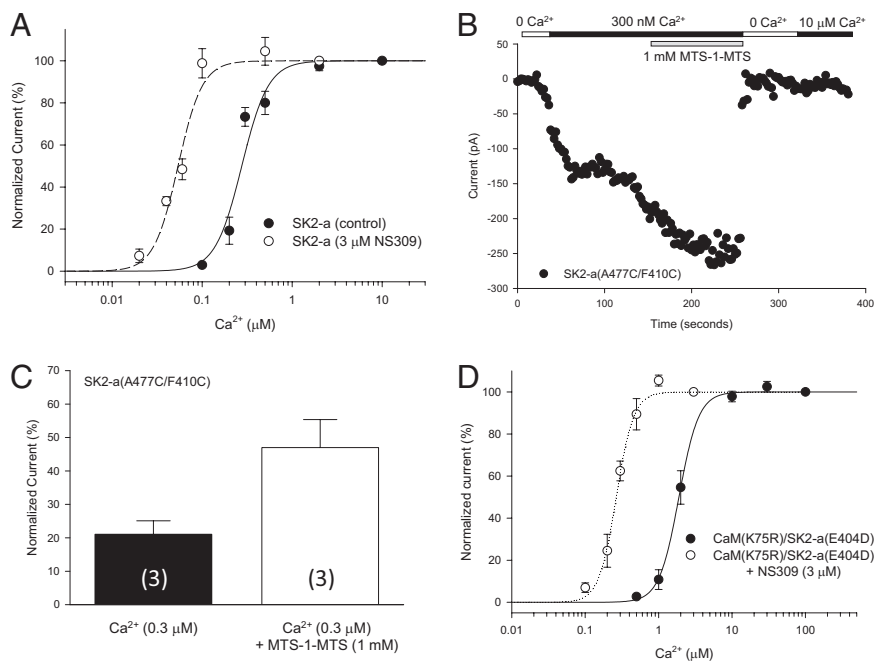 A
Normalized Current (%)
100
80
60
40
20
0
SK2-a (control)
SK2-a (3 μM NS309)
0.01
0.1
1
10
Ca²⁺ (μM)
B
0 Ca²⁺
300 nM Ca²⁺
0 Ca²⁺
10 μM Ca²⁺
1 mM MTS-1-MTS
Current (pA)
50
0
-50
-100
-150
-200
-250
-300
SK2-a(A477C/F410C)
0
100
200
300
400
Time (seconds)
C
SK2-a(A477C/F410C)
Normalized Current (%)
70
60
50
40
30
20
10
0
(3)
(3)
Ca²⁺ (0.3 μM)
Ca²⁺ (0.3 μM)
+ MTS-1-MTS (1 mM)
D
Normalized current (%)
100
80
60
40
20
0
CaM(K75R)/SK2-a(E404D)
CaM(K75R)/SK2-a(E404D)
+ NS309 (3 μM)
0.01
0.1
1
10
100
Ca²⁺ (μM)